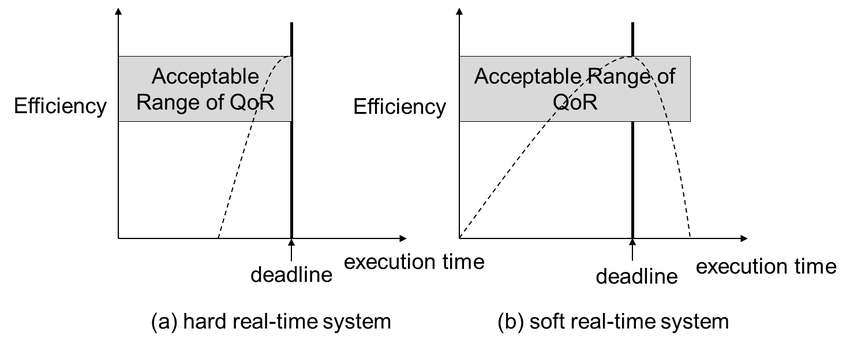 Efficiency
Acceptable
Range of QoR
deadline
execution time
(a) hard real-time system
Efficiency
Acceptable Range of
QoR
deadline
execution time
(b) soft real-time system